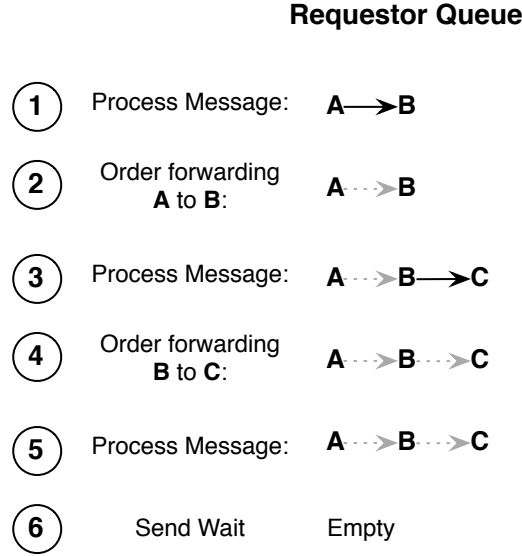 Requestor Queue
1 Process Message: A B
2 Order forwarding
A to B: A B
3 Process Message: A B C
4 Order forwarding
B to C: A B C
5 Process Message: A B C
6 Send Wait Empty